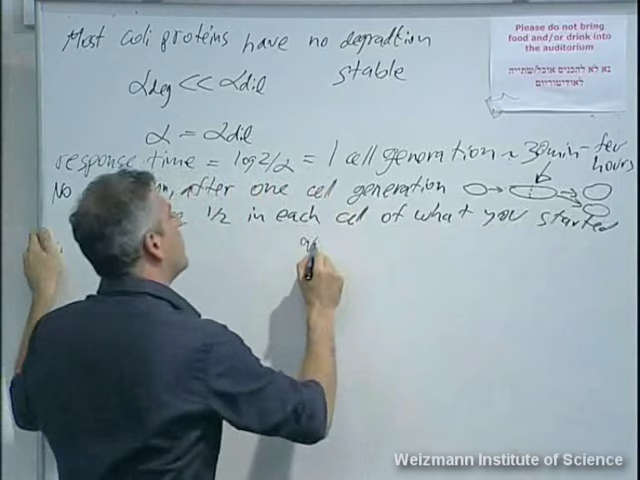 Most coli proteins have no degradtion
αdeg << αdil stable
α = αdil
response time = log2/α = 1 cell generation ~ 30min - few hours
No after one cell generation
1/2 in each cell of what you started
Please do not bring
food and/or drink into
the auditorium
נא לא להכניס אוכל/שתייה
לאודיטוריום
Weizmann Institute of Science